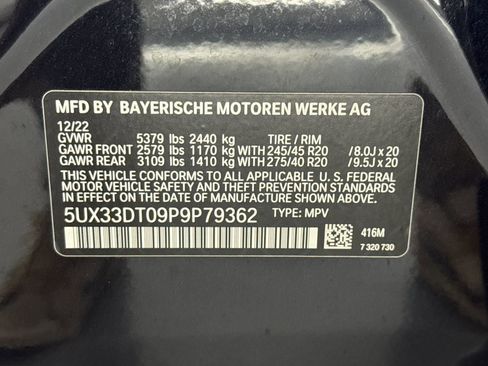 MFD BY BAYERISCHE MOTOREN WERKE AG
12/22
GVWR 5379 lbs 2440 kg TIRE / RIM
GAWR FRONT 2579 lbs 1170 kg WITH 245/45 R20 /8.0J x 20
GAWR REAR 3109 lbs 1410 kg WITH 275/40 R20 /9.5J x 20
THIS VEHICLE CONFORMS TO ALL APPLICABLE U. S. FEDERAL
MOTOR VEHICLE SAFETY AND THEFT PREVENTION STANDARDS
IN EFFECT ON THE DATE OF MANUFACTURE SHOWN ABOVE.
5UX33DT09P9P79362 TYPE: MPV
416M
7 320 730